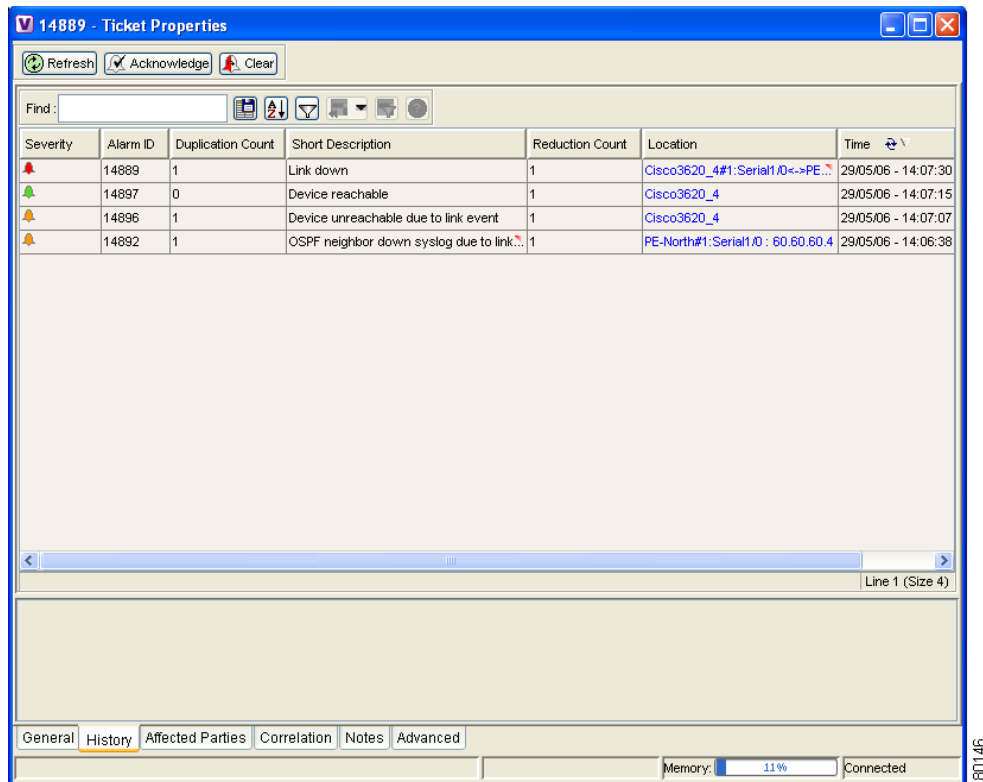 14889 - Ticket Properties
Refresh Acknowledge Clear
Find :
Severity Alarm ID Duplication Count Short Description Reduction Count Location Time
14889 1 Link down 1 Cisco3620_4#1:Serial1/0<->PE... 29/05/06 - 14:07:30
14897 0 Device reachable 1 Cisco3620_4 29/05/06 - 14:07:15
14896 1 Device unreachable due to link event 1 Cisco3620_4 29/05/06 - 14:07:07
14892 1 OSPF neighbor down syslog due to link... 1 PE-North#1:Serial1/0 : 60.60.60.4 29/05/06 - 14:06:38
Line 1 (Size 4)
General History Affected Parties Correlation Notes Advanced
Memory: 11% Connected
80146